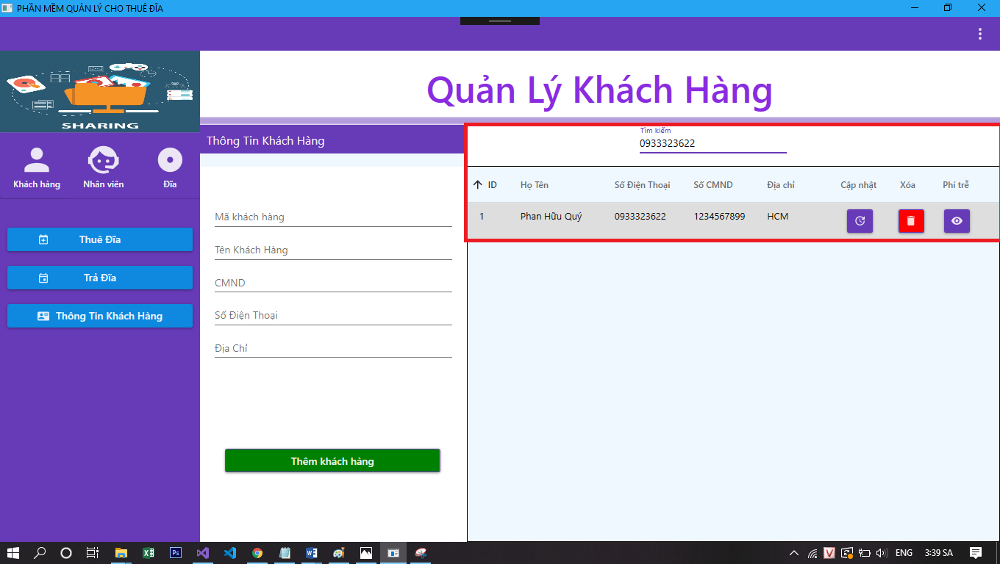 PHẦN MỀM QUẢN LÝ CHO THUÊ ĐĨA
SHARING
Khách hàng
Nhân viên
Đĩa
Thuê Đĩa
Trả Đĩa
Thông Tin Khách Hàng
Quản Lý Khách Hàng
Thông Tin Khách Hàng
Mã khách hàng
Tên Khách Hàng
CMND
Số Điện Thoại
Địa Chỉ
Thêm khách hàng
Tìm kiếm
0933323622
ID Họ Tên Số Điện Thoại Số CMND Địa chỉ Cập nhật Xóa Phí trễ
1 Phan Hữu Quý 0933323622 1234567899 HCM
ENG 3:39 SA